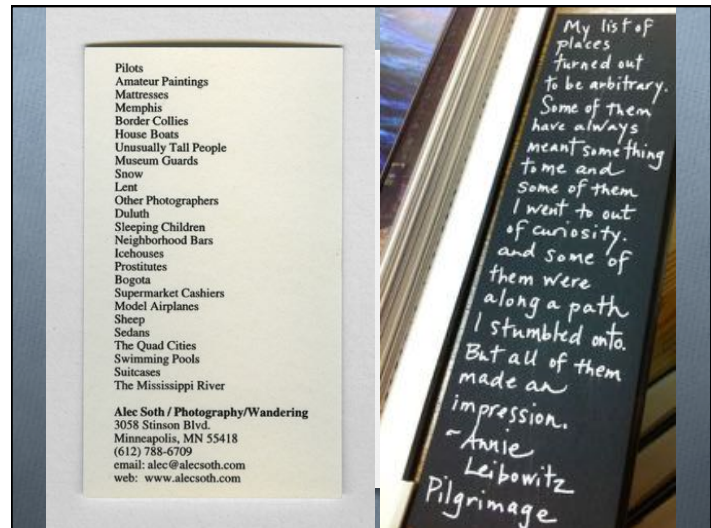 Pilots
Amateur Paintings
Mattresses
Memphis
Border Collies
House Boats
Unusually Tall People
Museum Guards
Snow
Lent
Other Photographers
Duluth
Sleeping Children
Neighborhood Bars
Icehouses
Prostitutes
Bogota
Supermarket Cashiers
Model Airplanes
Sheep
Sedans
The Quad Cities
Swimming Pools
Suitcases
The Mississippi River
Alec Soth / Photography/Wandering
3058 Stinson Blvd.
Minneapolis, MN 55418
(612) 788-6709
email: alec@alecsoth.com
web: www.alecsoth.com
My list of
places
turned out
to be arbitrary.
Some of them
have always
meant something
to me and
some of them
I went to out
of curiosity.
and some of
them were
along a path
I stumbled onto.
But all of them
made an
impression.
- Annie
Leibowitz
Pilgrimage